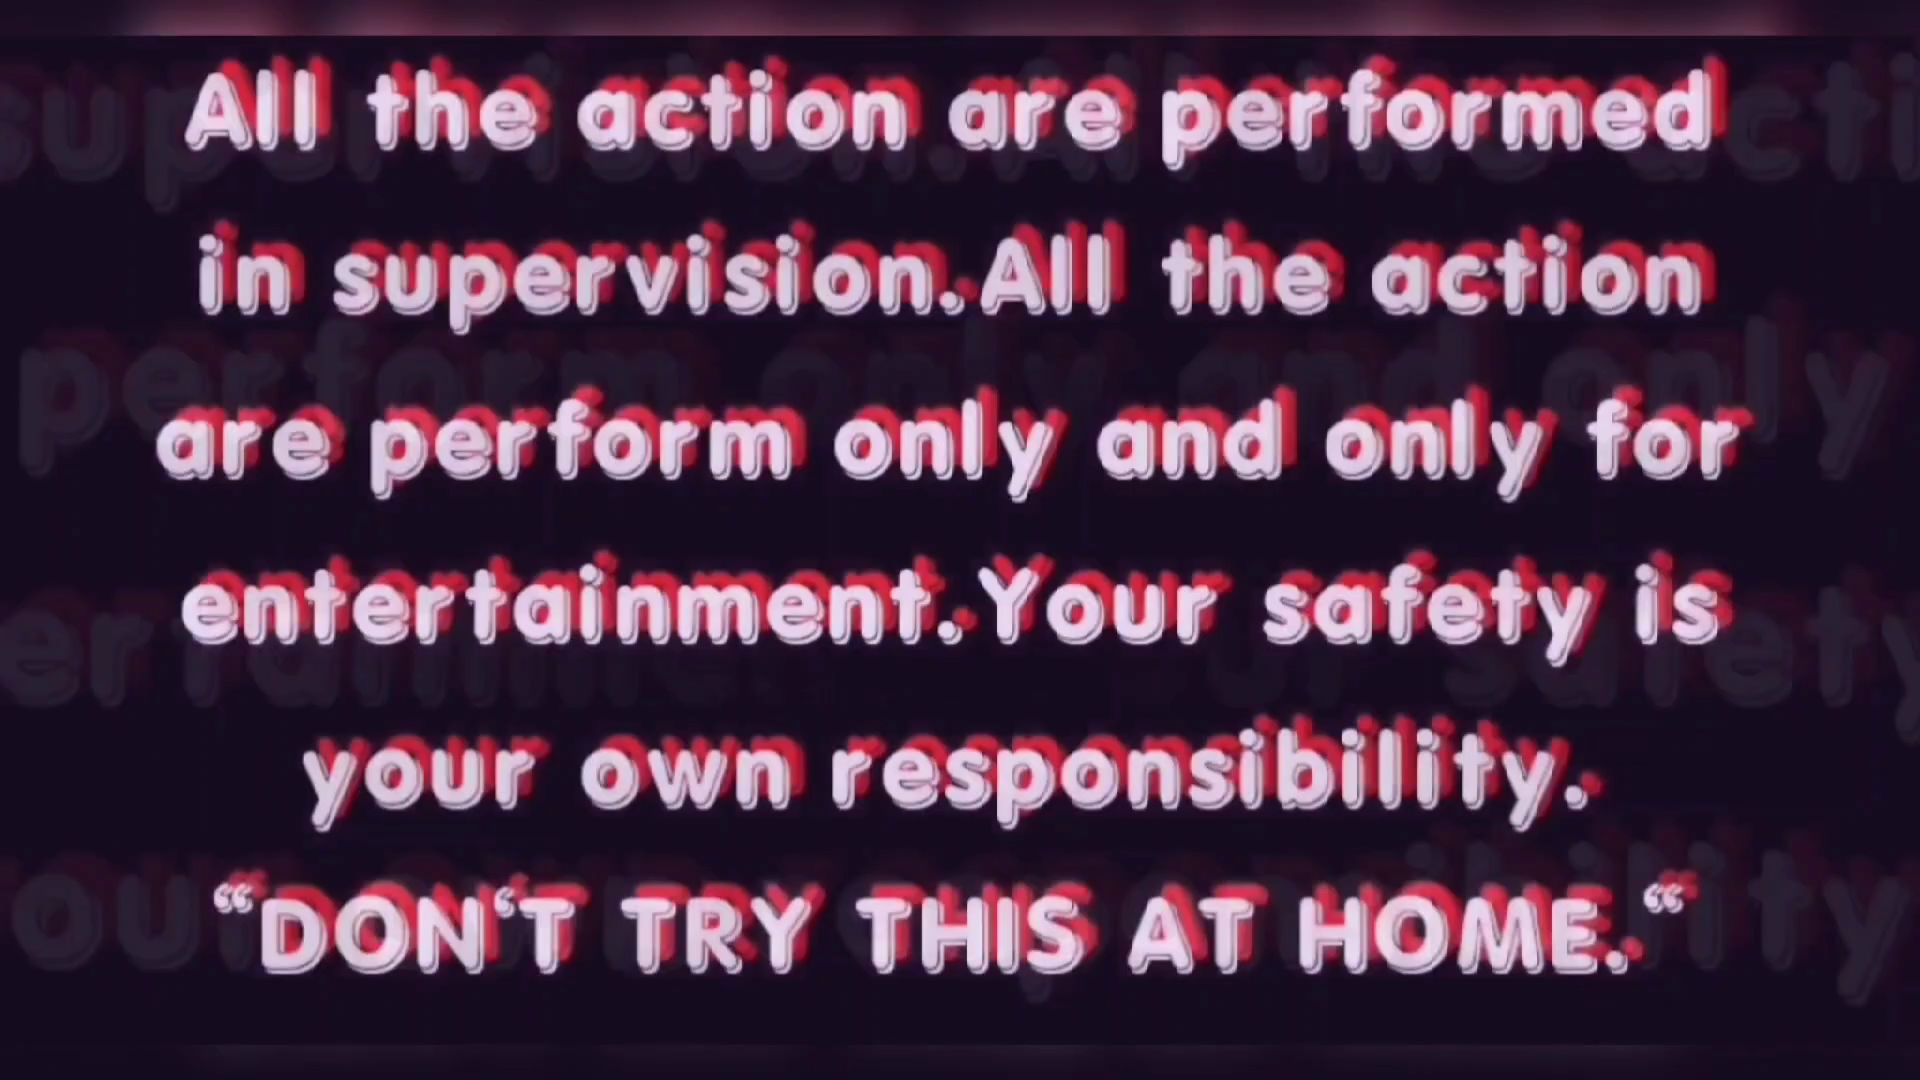 All the action are performed
in supervision.All the action
are perform only and only for
entertainment.Your safety is
your own responsibility.
“DON‘T TRY THIS AT HOME.“